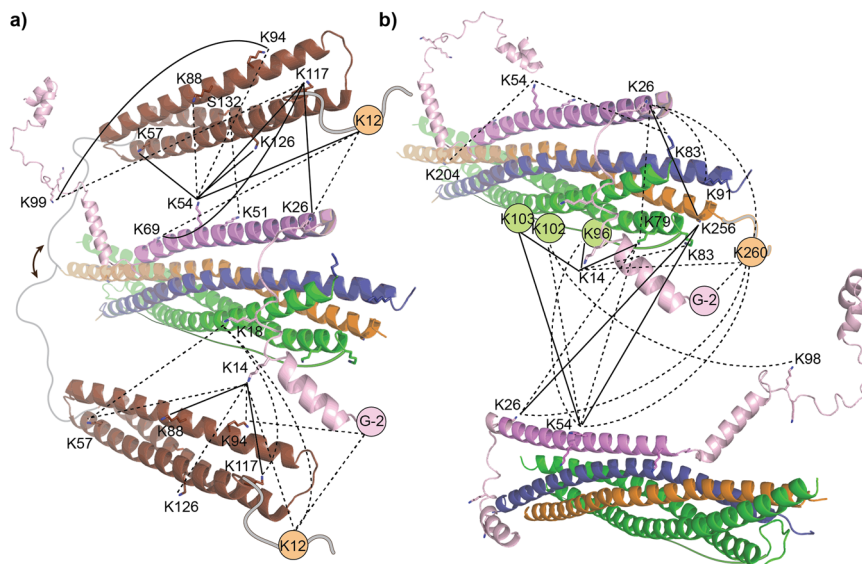 a)
K94
K88
K117
S132
K12
K57
K126
K99
K54
K69
K51
K26
K18
K14
G-2
K57
K88
K94
K117
K126
K12
b)
K54
K26
K83
K204
K91
K103
K102
K96
K79
K256
K83
K260
K14
G-2
K98
K26
K54